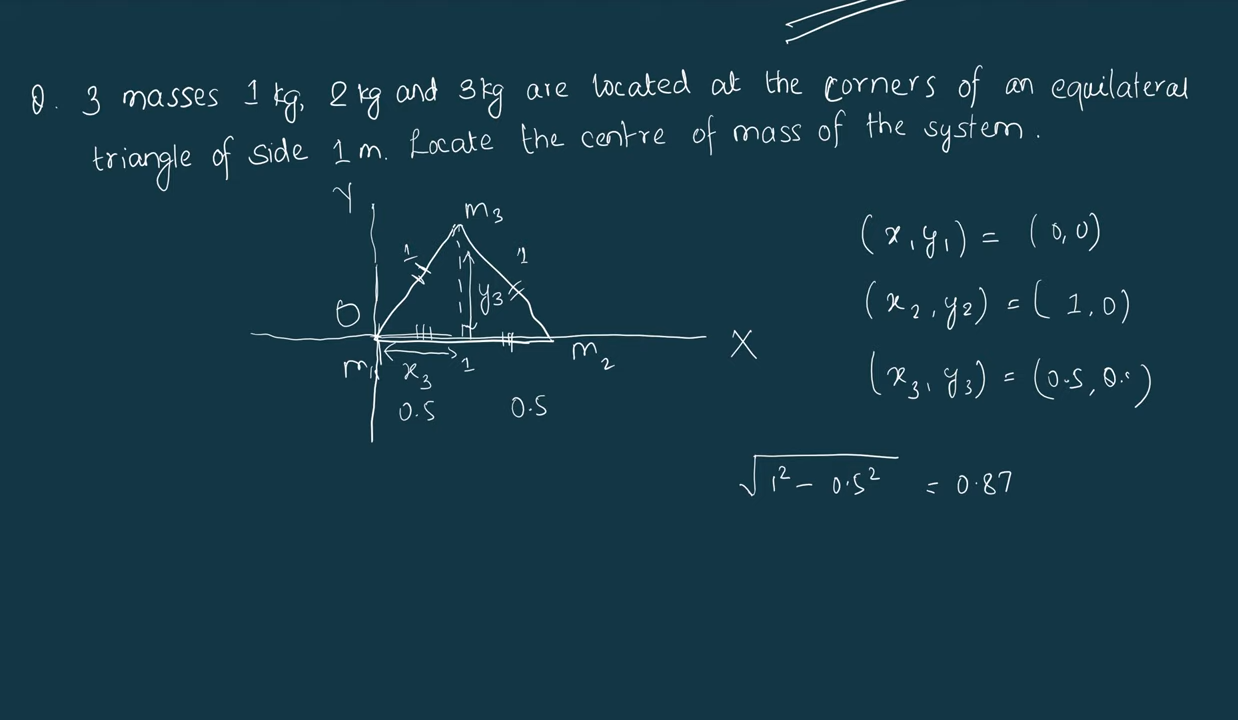 Q. 3 masses 1 kg, 2 kg and 3 kg are located at the corners of an equilateral
triangle of side 1 m. Locate the centre of mass of the system.
Y
m3
1
1
y3
O
X
m1
x3
1
m2
0.5
0.5
(x1y1) = (0,0)
(x2, y2) = (1,0)
(x3, y3) = (0.5, 0.
)
√1² - 0.5² = 0.87